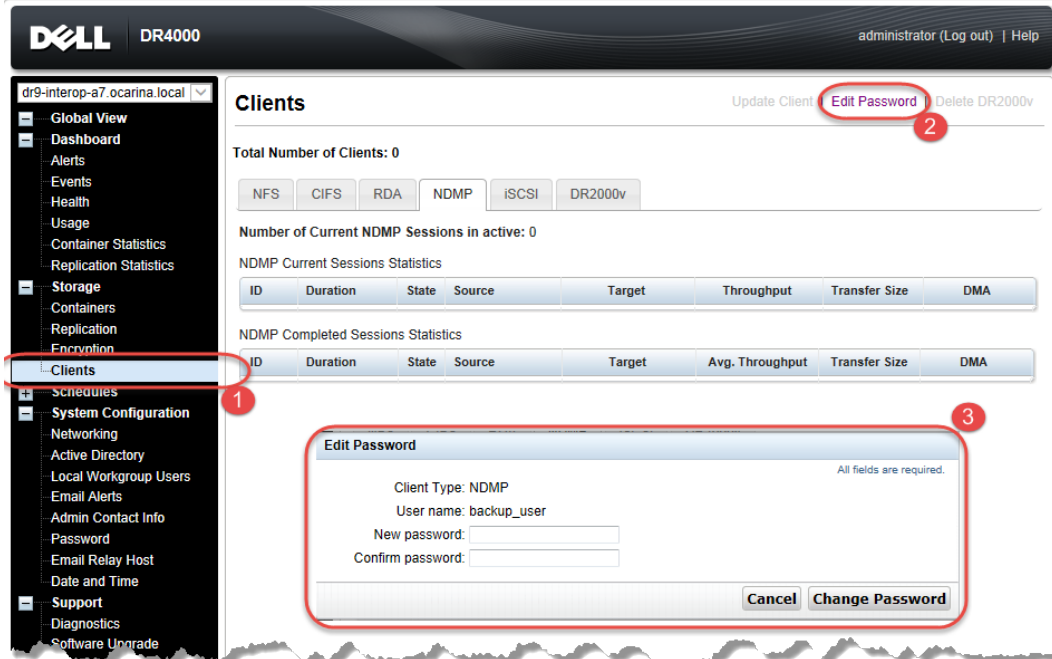 DELL DR4000
administrator (Log out) | Help
dr9-interop-a7.ocarina.local
Global View
Dashboard
Alerts
Events
Health
Usage
Container Statistics
Replication Statistics
Storage
Containers
Replication
Encryption
Clients
1
Schedules
System Configuration
Networking
Active Directory
Local Workgroup Users
Email Alerts
Admin Contact Info
Password
Email Relay Host
Date and Time
Support
Diagnostics
Software Upgrade
Clients
Update Client | Edit Password | Delete DR2000v
2
Total Number of Clients: 0
NFS CIFS RDA NDMP iSCSI DR2000v
Number of Current NDMP Sessions in active: 0
NDMP Current Sessions Statistics
ID Duration State Source Target Throughput Transfer Size DMA
NDMP Completed Sessions Statistics
ID Duration State Source Target Avg. Throughput Transfer Size DMA
3
Edit Password
All fields are required.
Client Type: NDMP
User name: backup_user
New password:
Confirm password:
Cancel Change Password